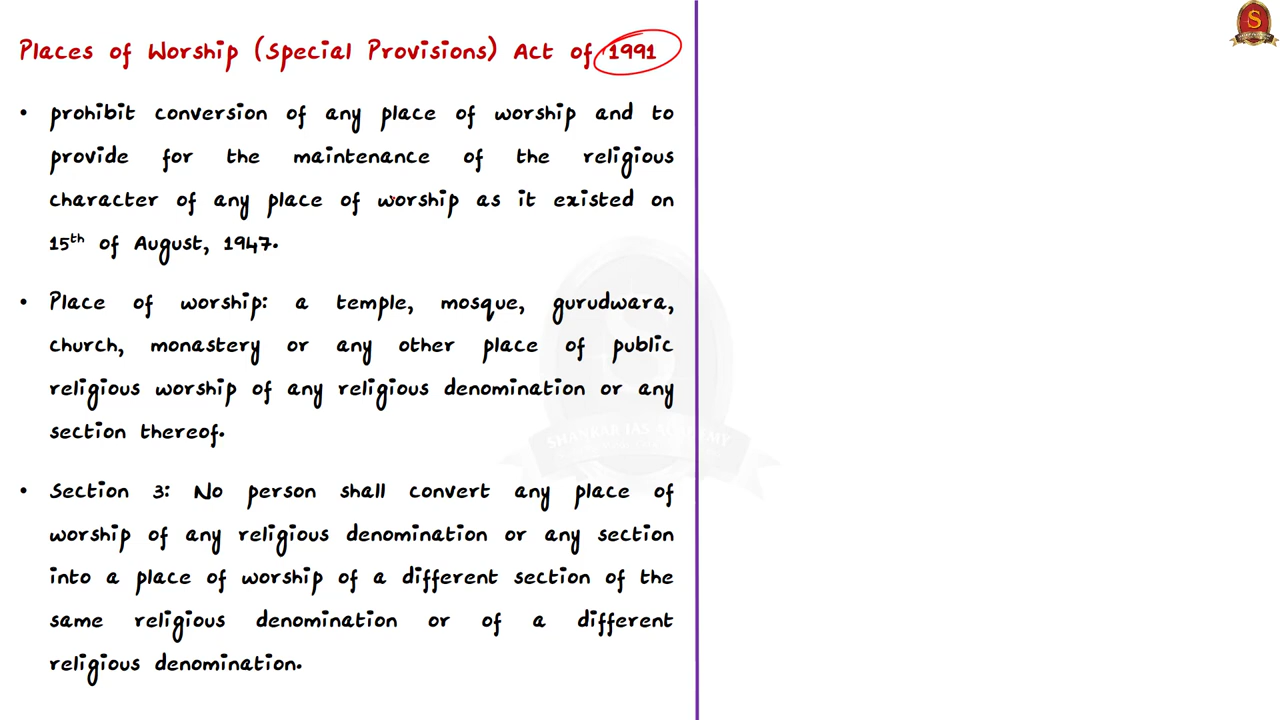 Places of Worship (Special Provisions) Act of 1991
• prohibit conversion of any place of worship and to
provide for the maintenance of the religious
character of any place of worship as it existed on
15th of August, 1947.
• Place of worship: a temple, mosque, gurudwara,
church, monastery or any other place of public
religious worship of any religious denomination or any
section thereof.
• Section 3: No person shall convert any place of
worship of any religious denomination or any section
into a place of worship of a different section of the
same religious denomination or of a different
religious denomination.
SHANKAR IAS ACADEMY
S